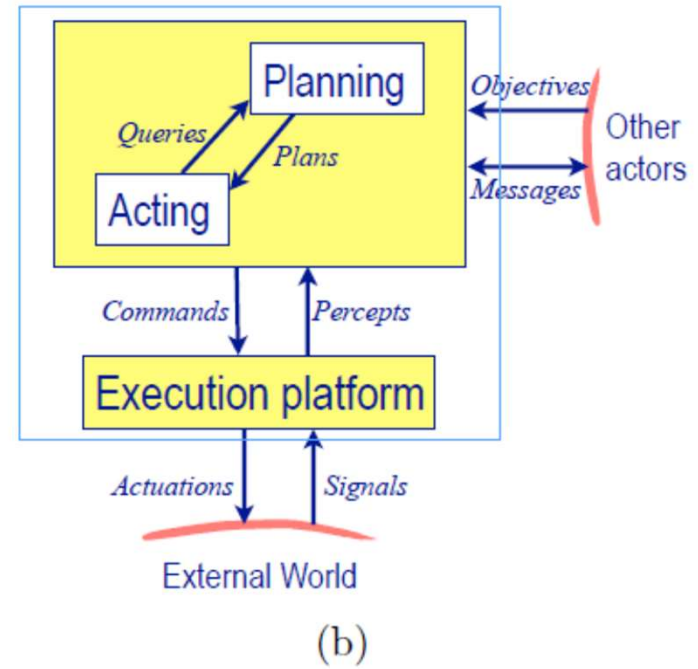 Planning
Objectives
Queries
Plans
Other
actors
Messages
Acting
Commands
Percepts
Execution platform
Actuations
Signals
External World
(b)